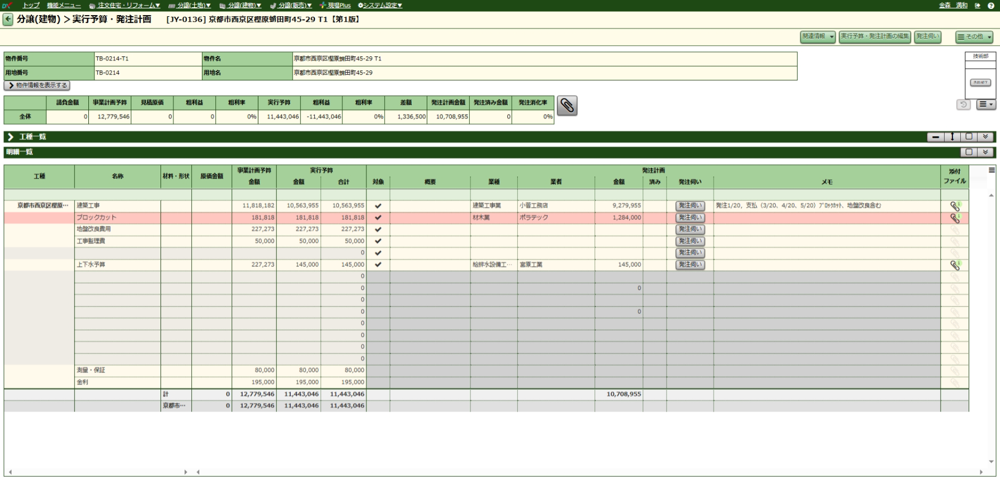 DX トップ 機能メニュー 注文住宅・リフォーム▼ 分譲(土地)▼ 分譲(建物)▼ 分譲(販売)▼ 現場Plus システム設定▼ 金森 満和
分譲(建物) > 実行予算・発注計画 [JY-0136] 京都市西京区樫原蛸田町45-29 T1【第1版】
関連情報 実行予算・発注計画の編集 発注伺い その他
物件番号 TB-0214-T1 物件名 京都市西京区樫原蛸田町45-29 T1
用地番号 TB-0214 用地名 京都市西京区樫原蛸田町45-29
技術部
物件情報を表示する
請負金額 事業計画予算 見積原価 粗利益 粗利率 実行予算 粗利益 粗利率 差額 発注計画金額 発注済み金額 発注消化率
全体 0 12,779,546 0 0 0% 11,443,046 -11,443,046 0% 1,336,500 10,708,955 0 0%
工種一覧
明細一覧
工種 名称 材料・形状 原価金額 事業計画予算 実行予算 発注計画 添付ファイル
金額 金額 合計 対象 概要 業種 業者 金額 済み 発注伺い メモ
京都市西京区樫原… 建築工事 11,818,182 10,563,955 10,563,955 ✔ 建築工事業 小菅工務店 9,279,955 発注伺い 発注1/20，支払（3/20、4/20、5/20）ﾌﾞﾛｯｸｶｯﾄ、地盤改良含む 1
ブロックカット 181,818 181,818 181,818 ✔ 材木業 ポラテック 1,284,000 発注伺い 1
地盤改良費用 227,273 227,273 227,273 ✔ 発注伺い
工事監理費 50,000 50,000 50,000 ✔ 発注伺い
0 ✔ 発注伺い
上下水予算 227,273 145,000 145,000 ✔ 給排水設備工… 宮原工業 145,000 発注伺い 1
0
0 0
0
0 0
0
0
0
0
測量・保証 80,000 80,000 80,000
金利 195,000 195,000 195,000
計 0 12,779,546 11,443,046 11,443,046 10,708,955
京都市… 0 12,779,546 11,443,046 11,443,046